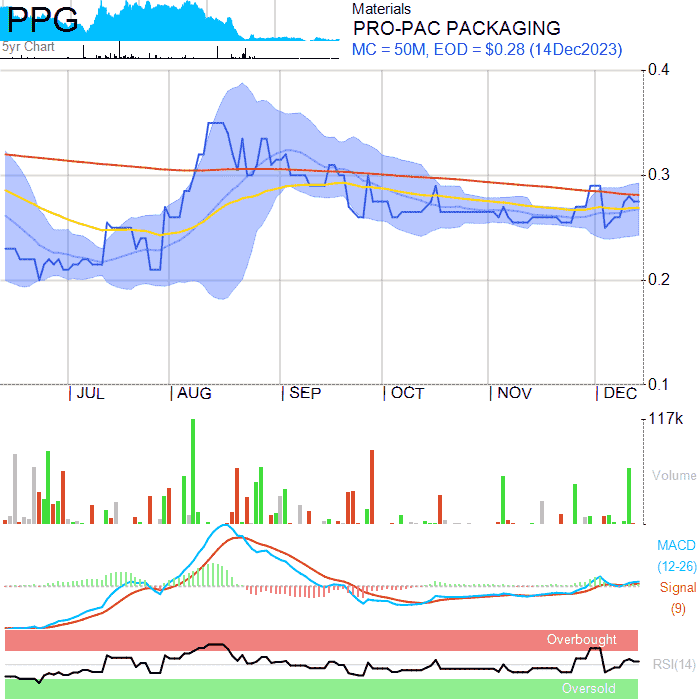 PPG
5yr Chart
Materials
PRO-PAC PACKAGING
MC = 50M, EOD = $0.28 (14Dec2023)
0.4
0.3
0.2
0.1
JUL
AUG
SEP
OCT
NOV
DEC
117k
Volume
MACD
(12-26)
Signal
(9)
Overbought
RSI(14)
Oversold